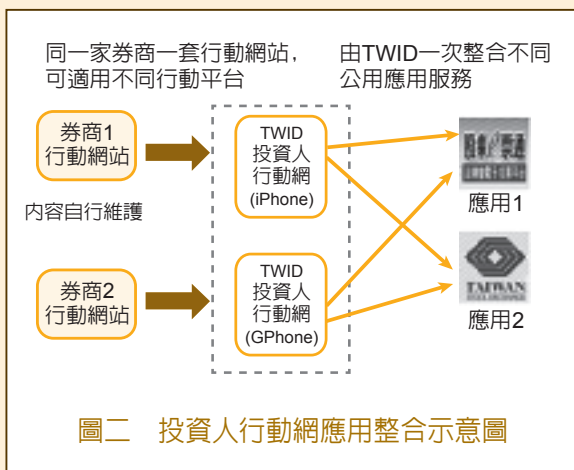 同一家券商一套行動網站，
可適用不同行動平台
由TWID一次整合不同
公用應用服務
券商1
行動網站
TWID
投資人
行動網
(iPhone)
應用1
內容自行維護
券商2
行動網站
TWID
投資人
行動網
(GPhone)
TAIWAN
應用2
圖二 投資人行動網應用整合示意圖